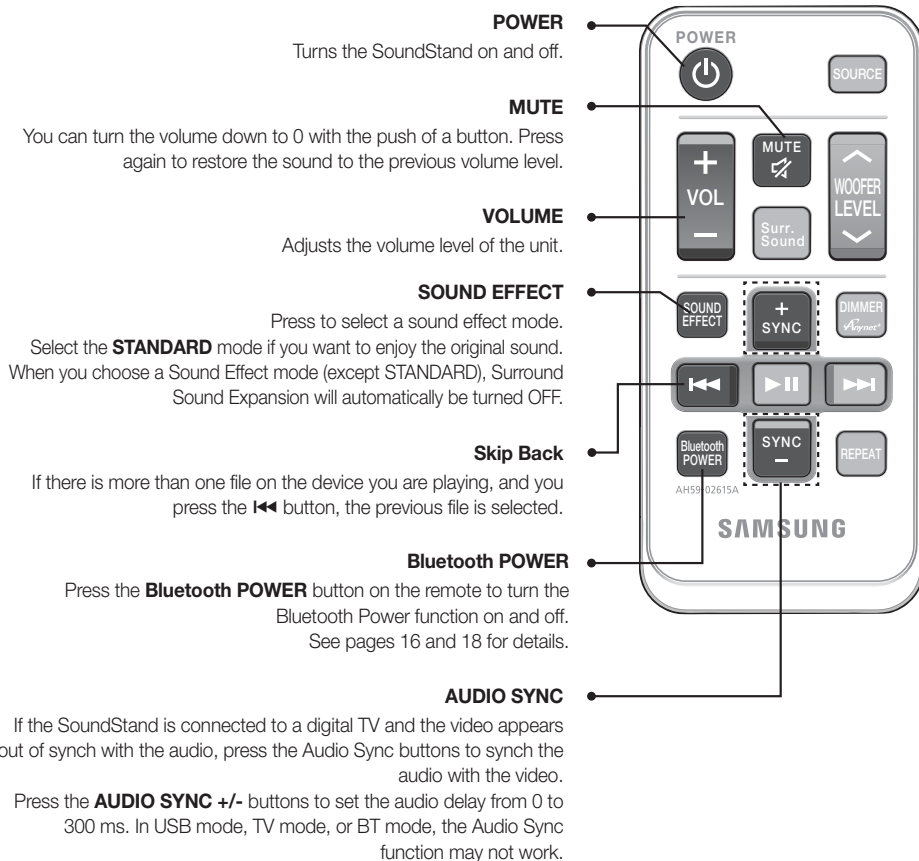 POWER
Turns the SoundStand on and off.
MUTE
You can turn the volume down to 0 with the push of a button. Press
again to restore the sound to the previous volume level.
VOLUME
Adjusts the volume level of the unit.
SOUND EFFECT
Press to select a sound effect mode.
Select the STANDARD mode if you want to enjoy the original sound.
When you choose a Sound Effect mode (except STANDARD), Surround
Sound Expansion will automatically be turned OFF.
Skip Back
If there is more than one file on the device you are playing, and you
press the ⏮ button, the previous file is selected.
Bluetooth POWER
Press the Bluetooth POWER button on the remote to turn the
Bluetooth Power function on and off.
See pages 16 and 18 for details.
AUDIO SYNC
If the SoundStand is connected to a digital TV and the video appears
out of synch with the audio, press the Audio Sync buttons to synch the
audio with the video.
Press the AUDIO SYNC +/- buttons to set the audio delay from 0 to
300 ms. In USB mode, TV mode, or BT mode, the Audio Sync
function may not work.
POWER
SOURCE
+
VOL
−
MUTE
Surr.
Sound
WOOFER
LEVEL
SOUND
EFFECT
+
SYNC
DIMMER
Anynet+
Bluetooth
POWER
SYNC
−
REPEAT
AH59-02615A
SAMSUNG